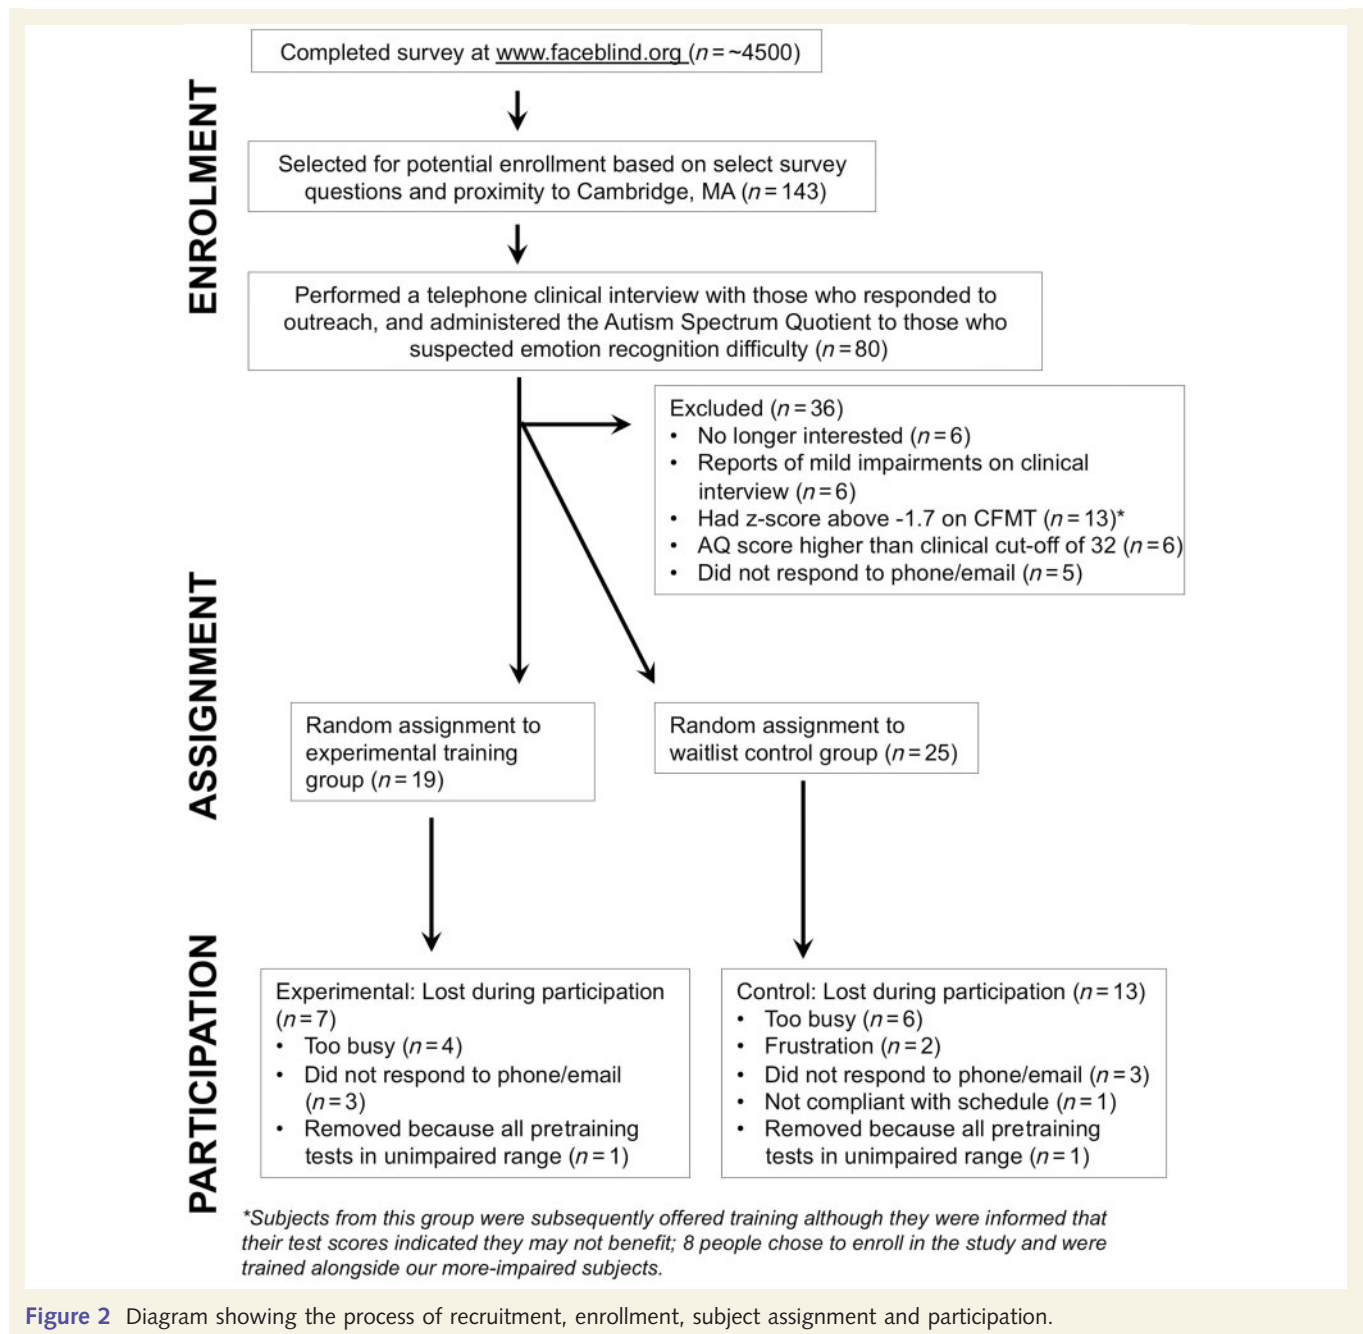 ENROLMENT
Completed survey at www.faceblind.org (n = ~4500)
Selected for potential enrollment based on select survey
questions and proximity to Cambridge, MA (n = 143)
Performed a telephone clinical interview with those who responded to
outreach, and administered the Autism Spectrum Quotient to those who
suspected emotion recognition difficulty (n = 80)
Excluded (n = 36)
• No longer interested (n = 6)
• Reports of mild impairments on clinical
interview (n = 6)
• Had z-score above -1.7 on CFMT (n = 13)*
• AQ score higher than clinical cut-off of 32 (n = 6)
• Did not respond to phone/email (n = 5)
ASSIGNMENT
Random assignment to
experimental training
group (n = 19)
Random assignment to
waitlist control group (n = 25)
PARTICIPATION
Experimental: Lost during participation
(n = 7)
• Too busy (n = 4)
• Did not respond to phone/email
(n = 3)
• Removed because all pretraining
tests in unimpaired range (n = 1)
Control: Lost during participation (n = 13)
• Too busy (n = 6)
• Frustration (n = 2)
• Did not respond to phone/email (n = 3)
• Not compliant with schedule (n = 1)
• Removed because all pretraining
tests in unimpaired range (n = 1)
*Subjects from this group were subsequently offered training although they were informed that
their test scores indicated they may not benefit; 8 people chose to enroll in the study and were
trained alongside our more-impaired subjects.
Figure 2 Diagram showing the process of recruitment, enrollment, subject assignment and participation.